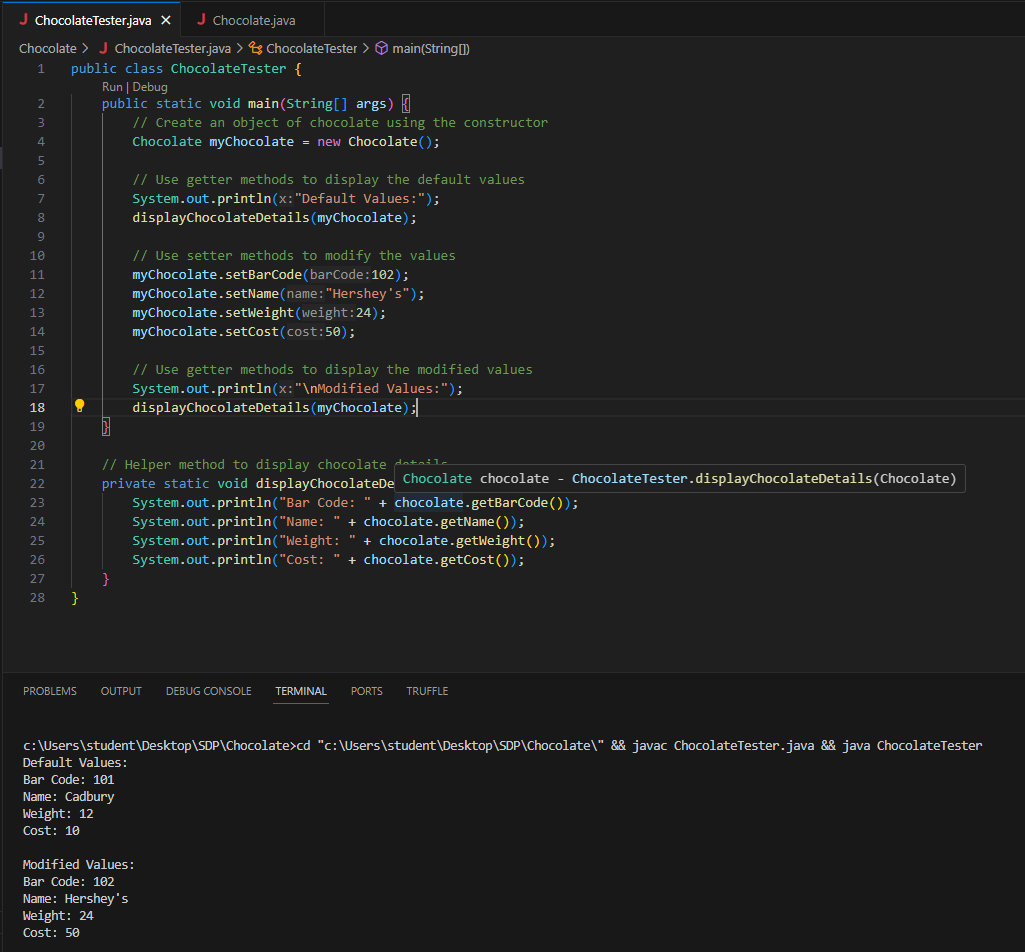 ChocolateTester.java
Chocolate.java
Chocolate > ChocolateTester.java > ChocolateTester > main(String[])
1 public class ChocolateTester {
Run | Debug
2 public static void main(String[] args) {
3 // Create an object of chocolate using the constructor
4 Chocolate myChocolate = new Chocolate();
5
6 // Use getter methods to display the default values
7 System.out.println(x:"Default Values:");
8 displayChocolateDetails(myChocolate);
9
10 // Use setter methods to modify the values
11 myChocolate.setBarCode(barCode:102);
12 myChocolate.setName(name:"Hershey's");
13 myChocolate.setWeight(weight:24);
14 myChocolate.setCost(cost:50);
15
16 // Use getter methods to display the modified values
17 System.out.println(x:"\nModified Values:");
18 displayChocolateDetails(myChocolate);
19 }
20
21 // Helper method to display chocolate details
22 private static void displayChocolateDe
Chocolate chocolate - ChocolateTester.displayChocolateDetails(Chocolate)
23 System.out.println("Bar Code: " + chocolate.getBarCode());
24 System.out.println("Name: " + chocolate.getName());
25 System.out.println("Weight: " + chocolate.getWeight());
26 System.out.println("Cost: " + chocolate.getCost());
27 }
28 }
PROBLEMS OUTPUT DEBUG CONSOLE TERMINAL PORTS TRUFFLE
c:\Users\student\Desktop\SDP\Chocolate>cd "c:\Users\student\Desktop\SDP\Chocolate\" && javac ChocolateTester.java && java ChocolateTester
Default Values:
Bar Code: 101
Name: Cadbury
Weight: 12
Cost: 10

Modified Values:
Bar Code: 102
Name: Hershey's
Weight: 24
Cost: 50